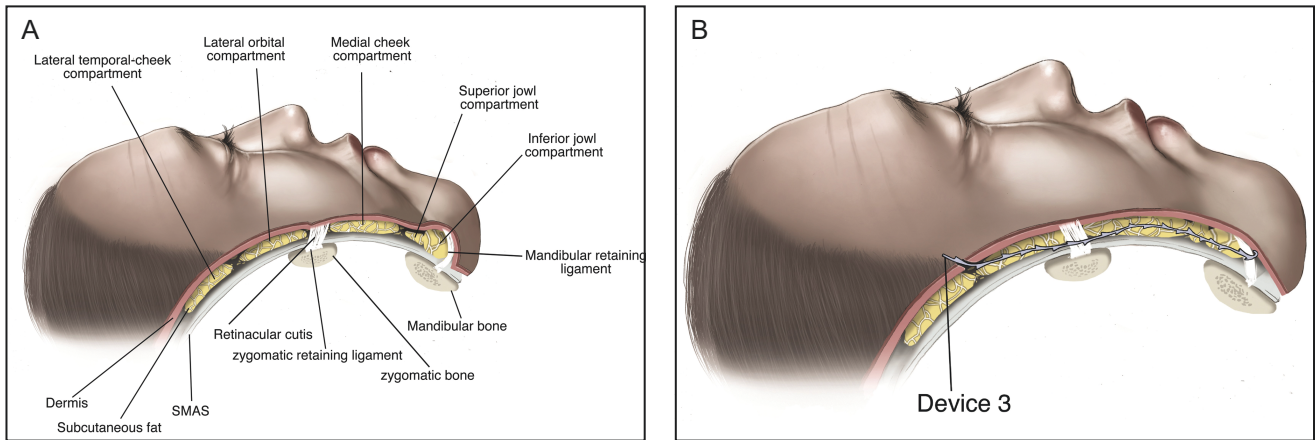 A
Lateral temporal-cheek
compartment
Lateral orbital
compartment
Medial cheek
compartment
Superior jowl
compartment
Inferior jowl
compartment
Mandibular retaining
ligament
Mandibular bone
Retinacular cutis
zygomatic retaining ligament
zygomatic bone
Dermis
SMAS
Subcutaneous fat
B
Device 3